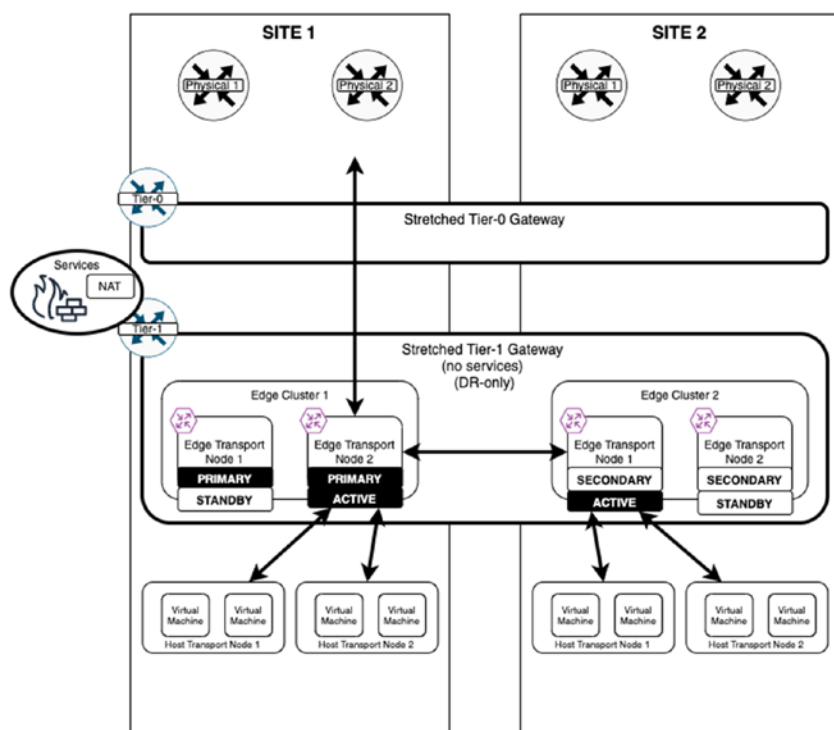 SITE 1
SITE 2
Physical 1
Physical 2
Physical 1
Physical 2
Tier-0
Stretched Tier-0 Gateway
Services
NAT
Tier-1
Stretched Tier-1 Gateway
(no services)
(DR-only)
Edge Cluster 1
Edge Cluster 2
Edge Transport
Node 1
PRIMARY
STANDBY
Edge Transport
Node 2
PRIMARY
ACTIVE
Edge Transport
Node 1
SECONDARY
ACTIVE
Edge Transport
Node 2
SECONDARY
STANDBY
Virtual
Machine
Virtual
Machine
Host Transport Node 1
Virtual
Machine
Virtual
Machine
Host Transport Node 2
Virtual
Machine
Virtual
Machine
Host Transport Node 1
Virtual
Machine
Virtual
Machine
Host Transport Node 2